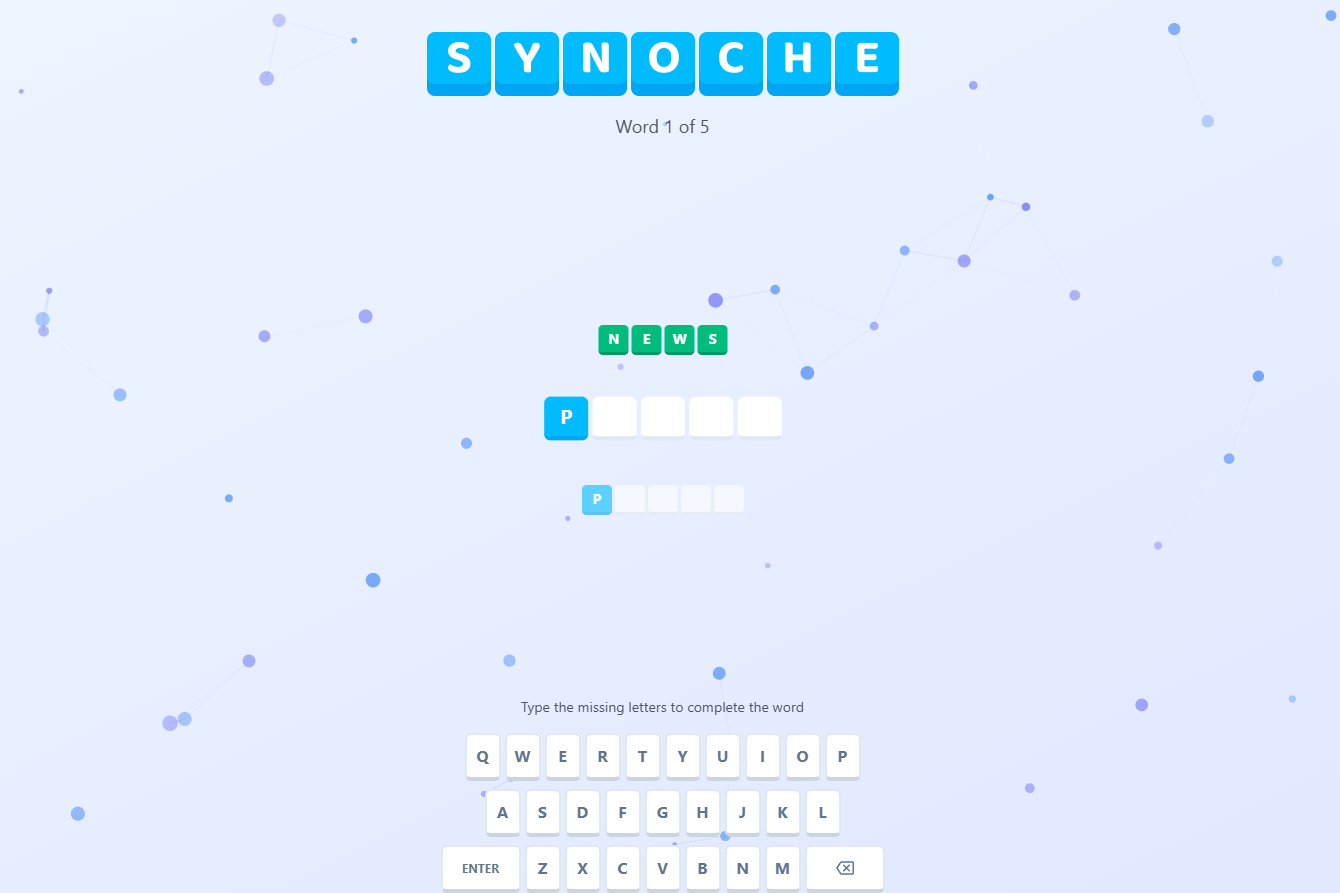 SYNOCHE
Word 1 of 5
NEWS
P
P
Type the missing letters to complete the word
Q W E R T Y U I O P
A S D F G H J K L
ENTER Z X C V B N M